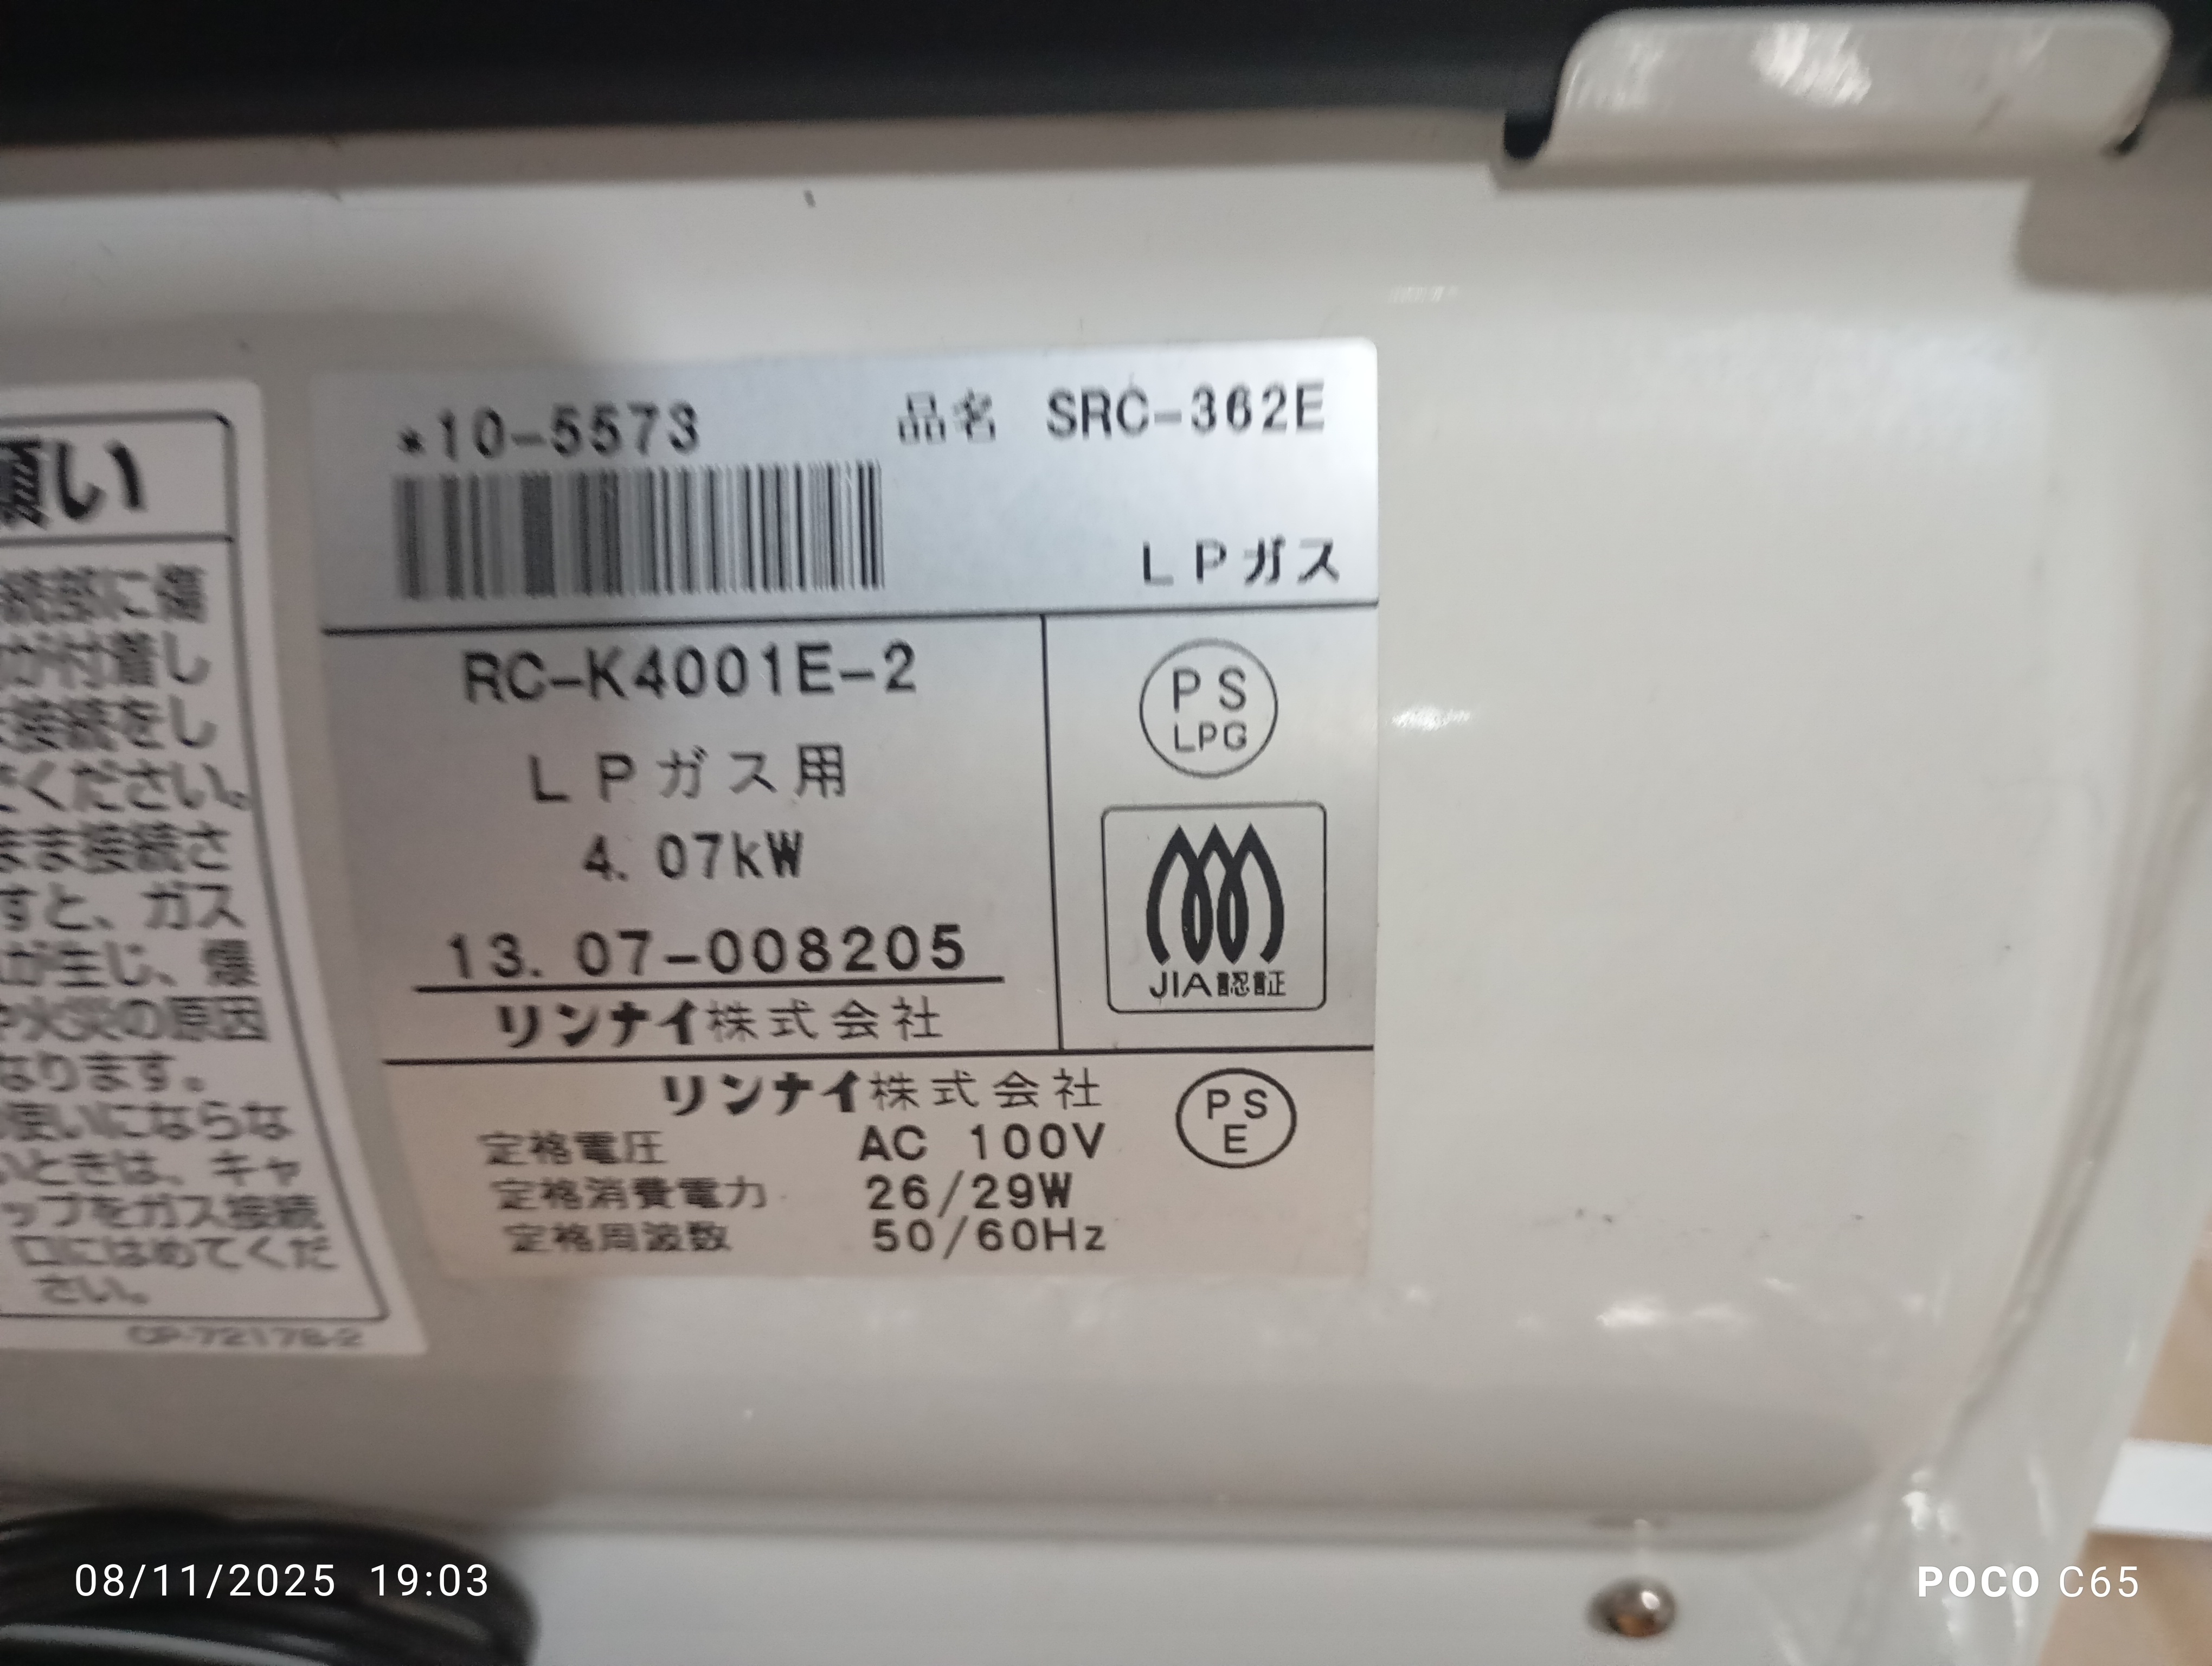 願い
続部に傷
が付着し
接続をし
ください。
まま接続さ
すと、ガス
が生じ、爆
や火災の原因
なります。
使いにならな
いときは、キャ
ップをガス接続
口にはめてくだ
さい。
CP-72176-2
*10-5573 品名 SRC-362E
LPガス
RC-K4001E-2
LPガス用
4.07kW
13.07-008205
リンナイ株式会社
PS
LPG
JIA認証
リンナイ株式会社
定格電圧 AC 100V
定格消費電力 26/29W
定格周波数 50/60Hz
PS
E
08/11/2025 19:03
POCO C65